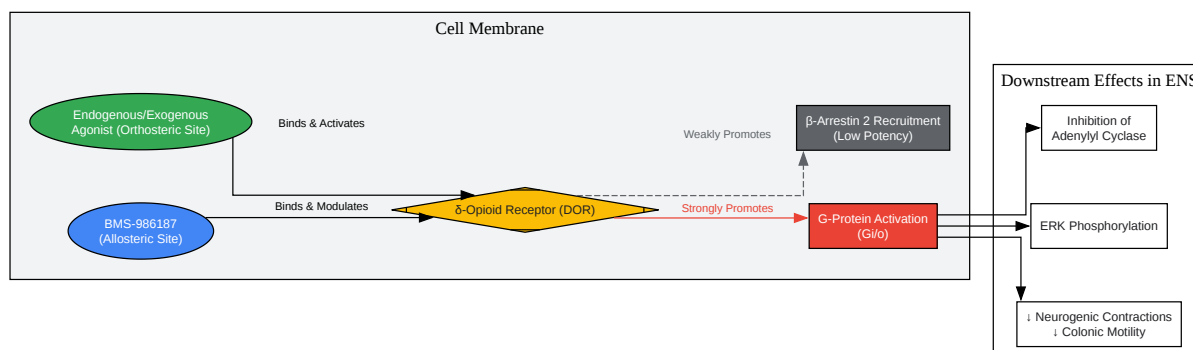 Cell Membrane
Endogenous/Exogenous
Agonist (Orthosteric Site)
Binds & Activates
BMS-986187
(Allosteric Site)
Binds & Modulates
δ-Opioid Receptor (DOR)
Weakly Promotes
β-Arrestin 2 Recruitment
(Low Potency)
Strongly Promotes
G-Protein Activation
(Gi/o)
Downstream Effects in ENS
Inhibition of
Adenylyl Cyclase
ERK Phosphorylation
↓ Neurogenic Contractions
↓ Colonic Motility